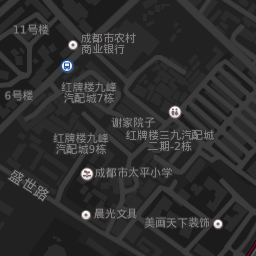 11号楼
成都市农村
商业银行
红牌楼九峰
汽配城7栋
6号楼
谢家院子
红牌楼三九汽配城
二期-2栋
红牌楼九峰
汽配城9栋
成都市太平小学
盛世路
晨光文具
美画天下装饰